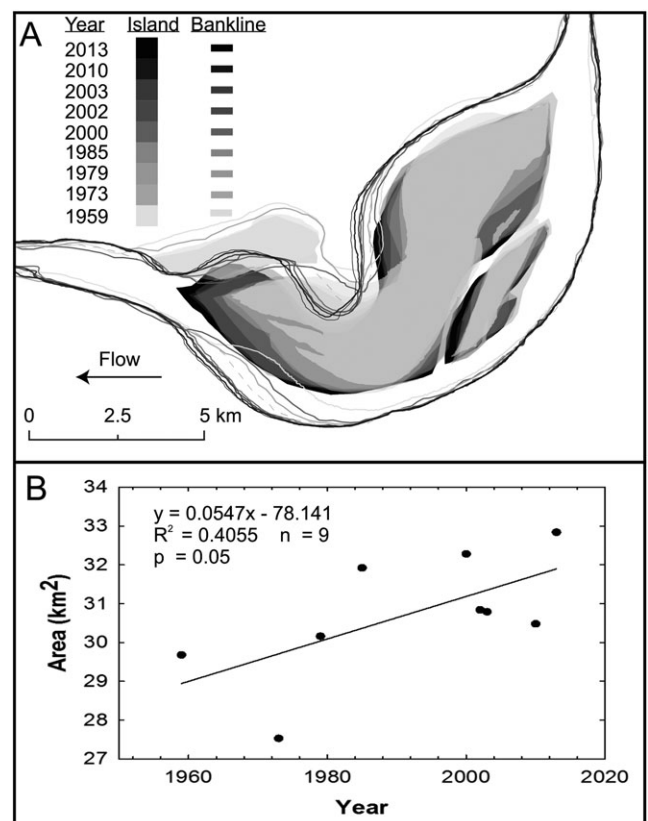 A
Year Island Bankline
2013
2010
2003
2002
2000
1985
1979
1973
1959
Flow
0 2.5 5 km
B
y = 0.0547x - 78.141
R² = 0.4055 n = 9
p = 0.05
34
33
32
31
30
29
28
27
Area (km²)
1960 1980 2000 2020
Year